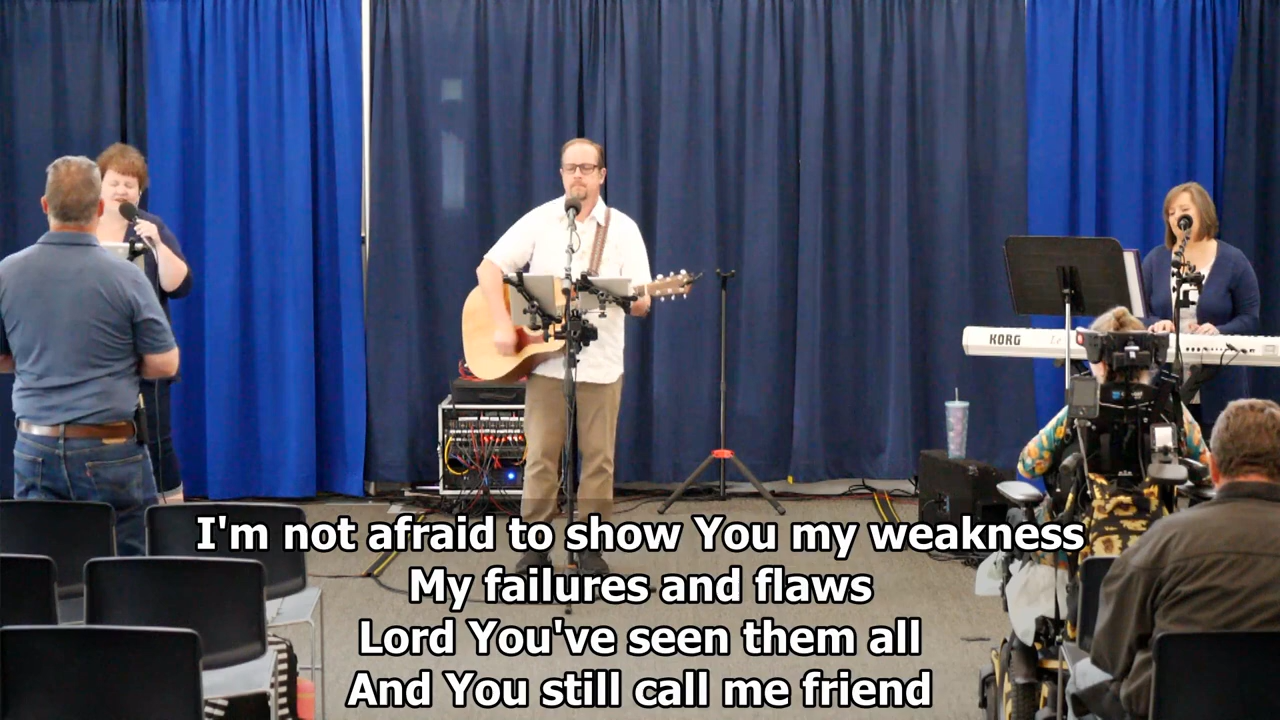 KORG
Le
I'm not afraid to show You my weakness
My failures and flaws
Lord You've seen them all
And You still call me friend